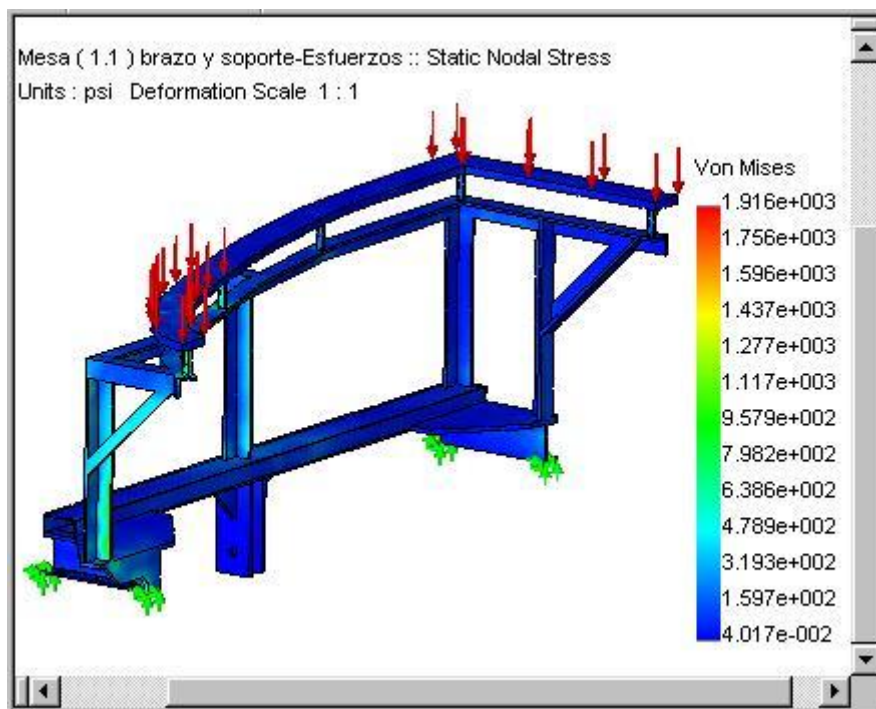 Mesa ( 1.1 ) brazo y soporte-Esfuerzos :: Static Nodal Stress
Units : psi   Deformation Scale  1 : 1
Von Mises
1.916e+003
1.756e+003
1.596e+003
1.437e+003
1.277e+003
1.117e+003
9.579e+002
7.982e+002
6.386e+002
4.789e+002
3.193e+002
1.597e+002
4.017e-002